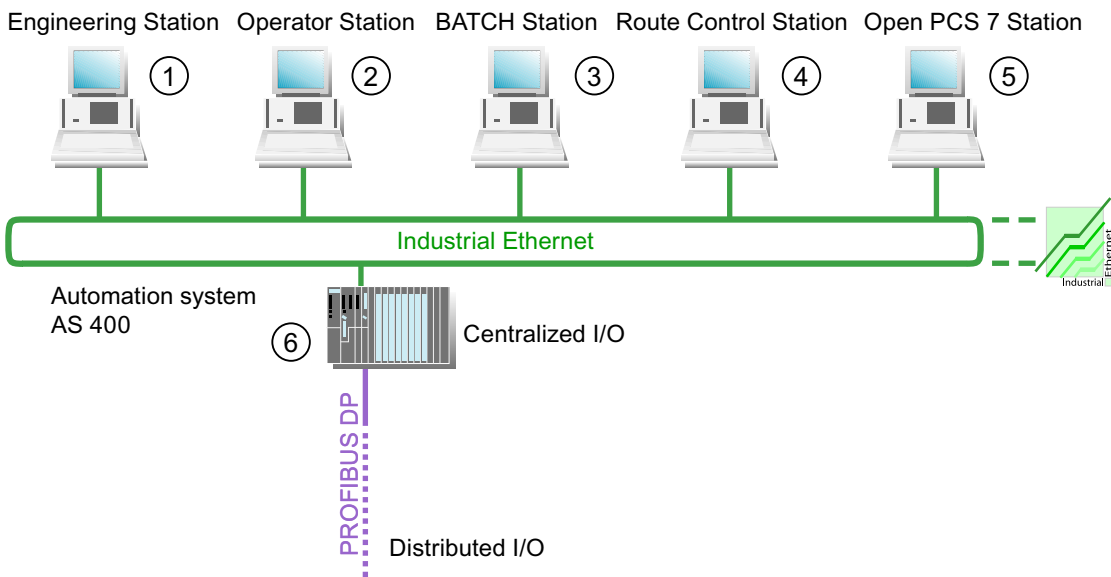 Engineering Station Operator Station BATCH Station Route Control Station Open PCS 7 Station
1 2 3 4 5
Industrial Ethernet
Industrial Ethernet
Automation system
AS 400
6
Centralized I/O
PROFIBUS DP
Distributed I/O